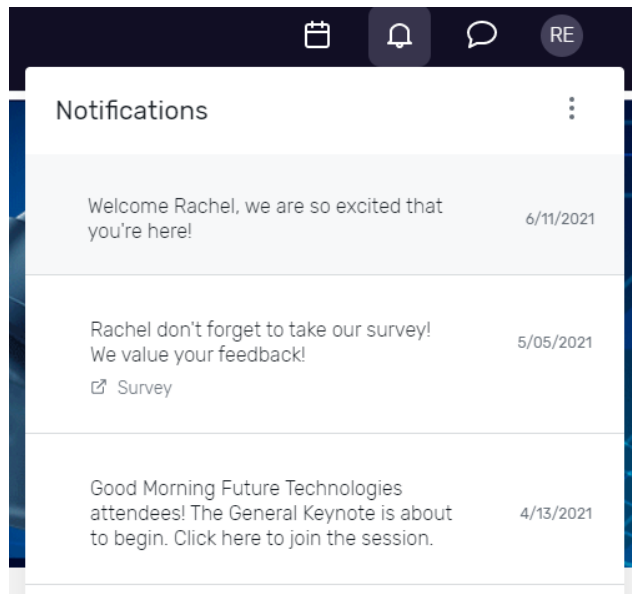 RE
Notifications
Welcome Rachel, we are so excited that
you're here!
6/11/2021
Rachel don't forget to take our survey!
We value your feedback!
5/05/2021
Survey
Good Morning Future Technologies
attendees! The General Keynote is about
to begin. Click here to join the session.
4/13/2021